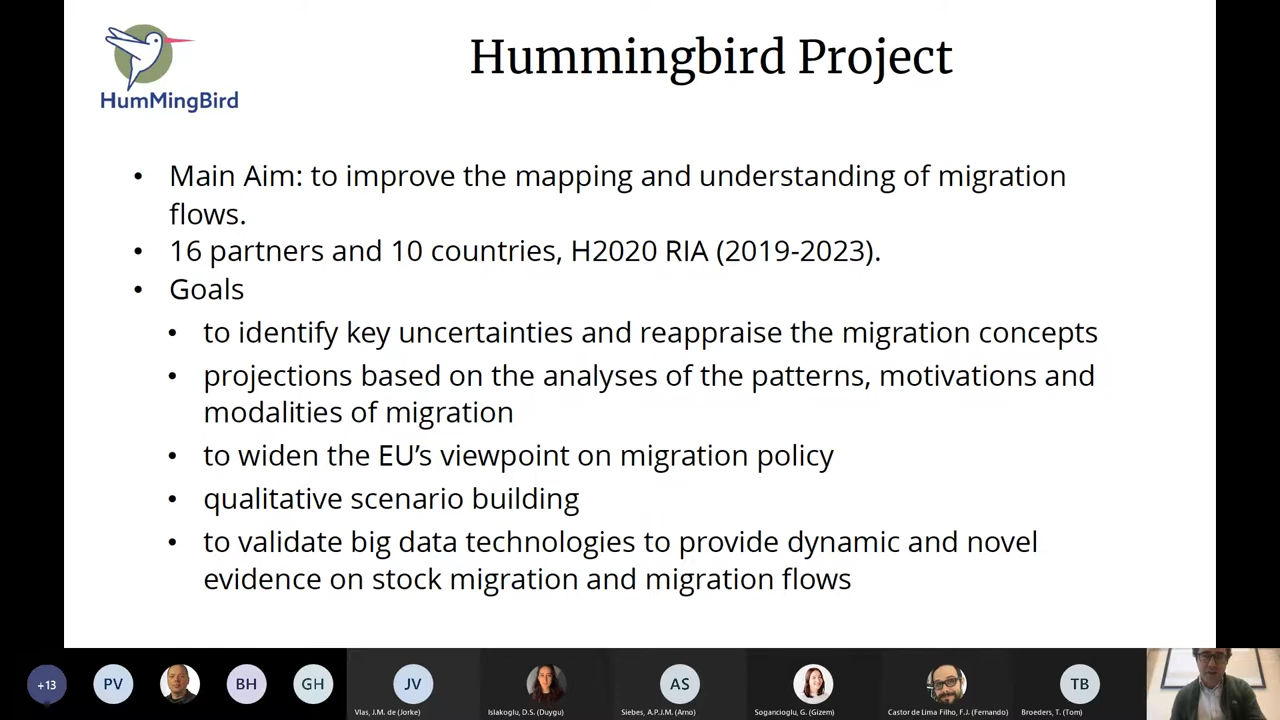 HumMingBird
Hummingbird Project
• Main Aim: to improve the mapping and understanding of migration
flows.
• 16 partners and 10 countries, H2020 RIA (2019-2023).
• Goals
• to identify key uncertainties and reappraise the migration concepts
• projections based on the analyses of the patterns, motivations and
modalities of migration
• to widen the EU’s viewpoint on migration policy
• qualitative scenario building
• to validate big data technologies to provide dynamic and novel
evidence on stock migration and migration flows
+13
PV
BH
GH
JV
AS
TB
Vlas, J.M. de (Jorke)
Islakoglu, D.S. (Duygu)
Siebes, A.P.J.M. (Arno)
Sogancioglu, G. (Gizem)
Castor de Lima Filho, F.J. (Fernando)
Broeders, T. (Tom)